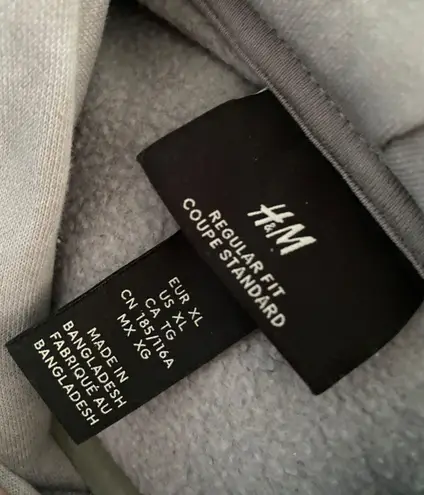 H&M
REGULAR FIT
COUPE STANDARD
EUR XL
US XL
CA TG
CN 185/116A
MX XG
MADE IN
BANGLADESH
FABRIQUÉ AU
BANGLADESH